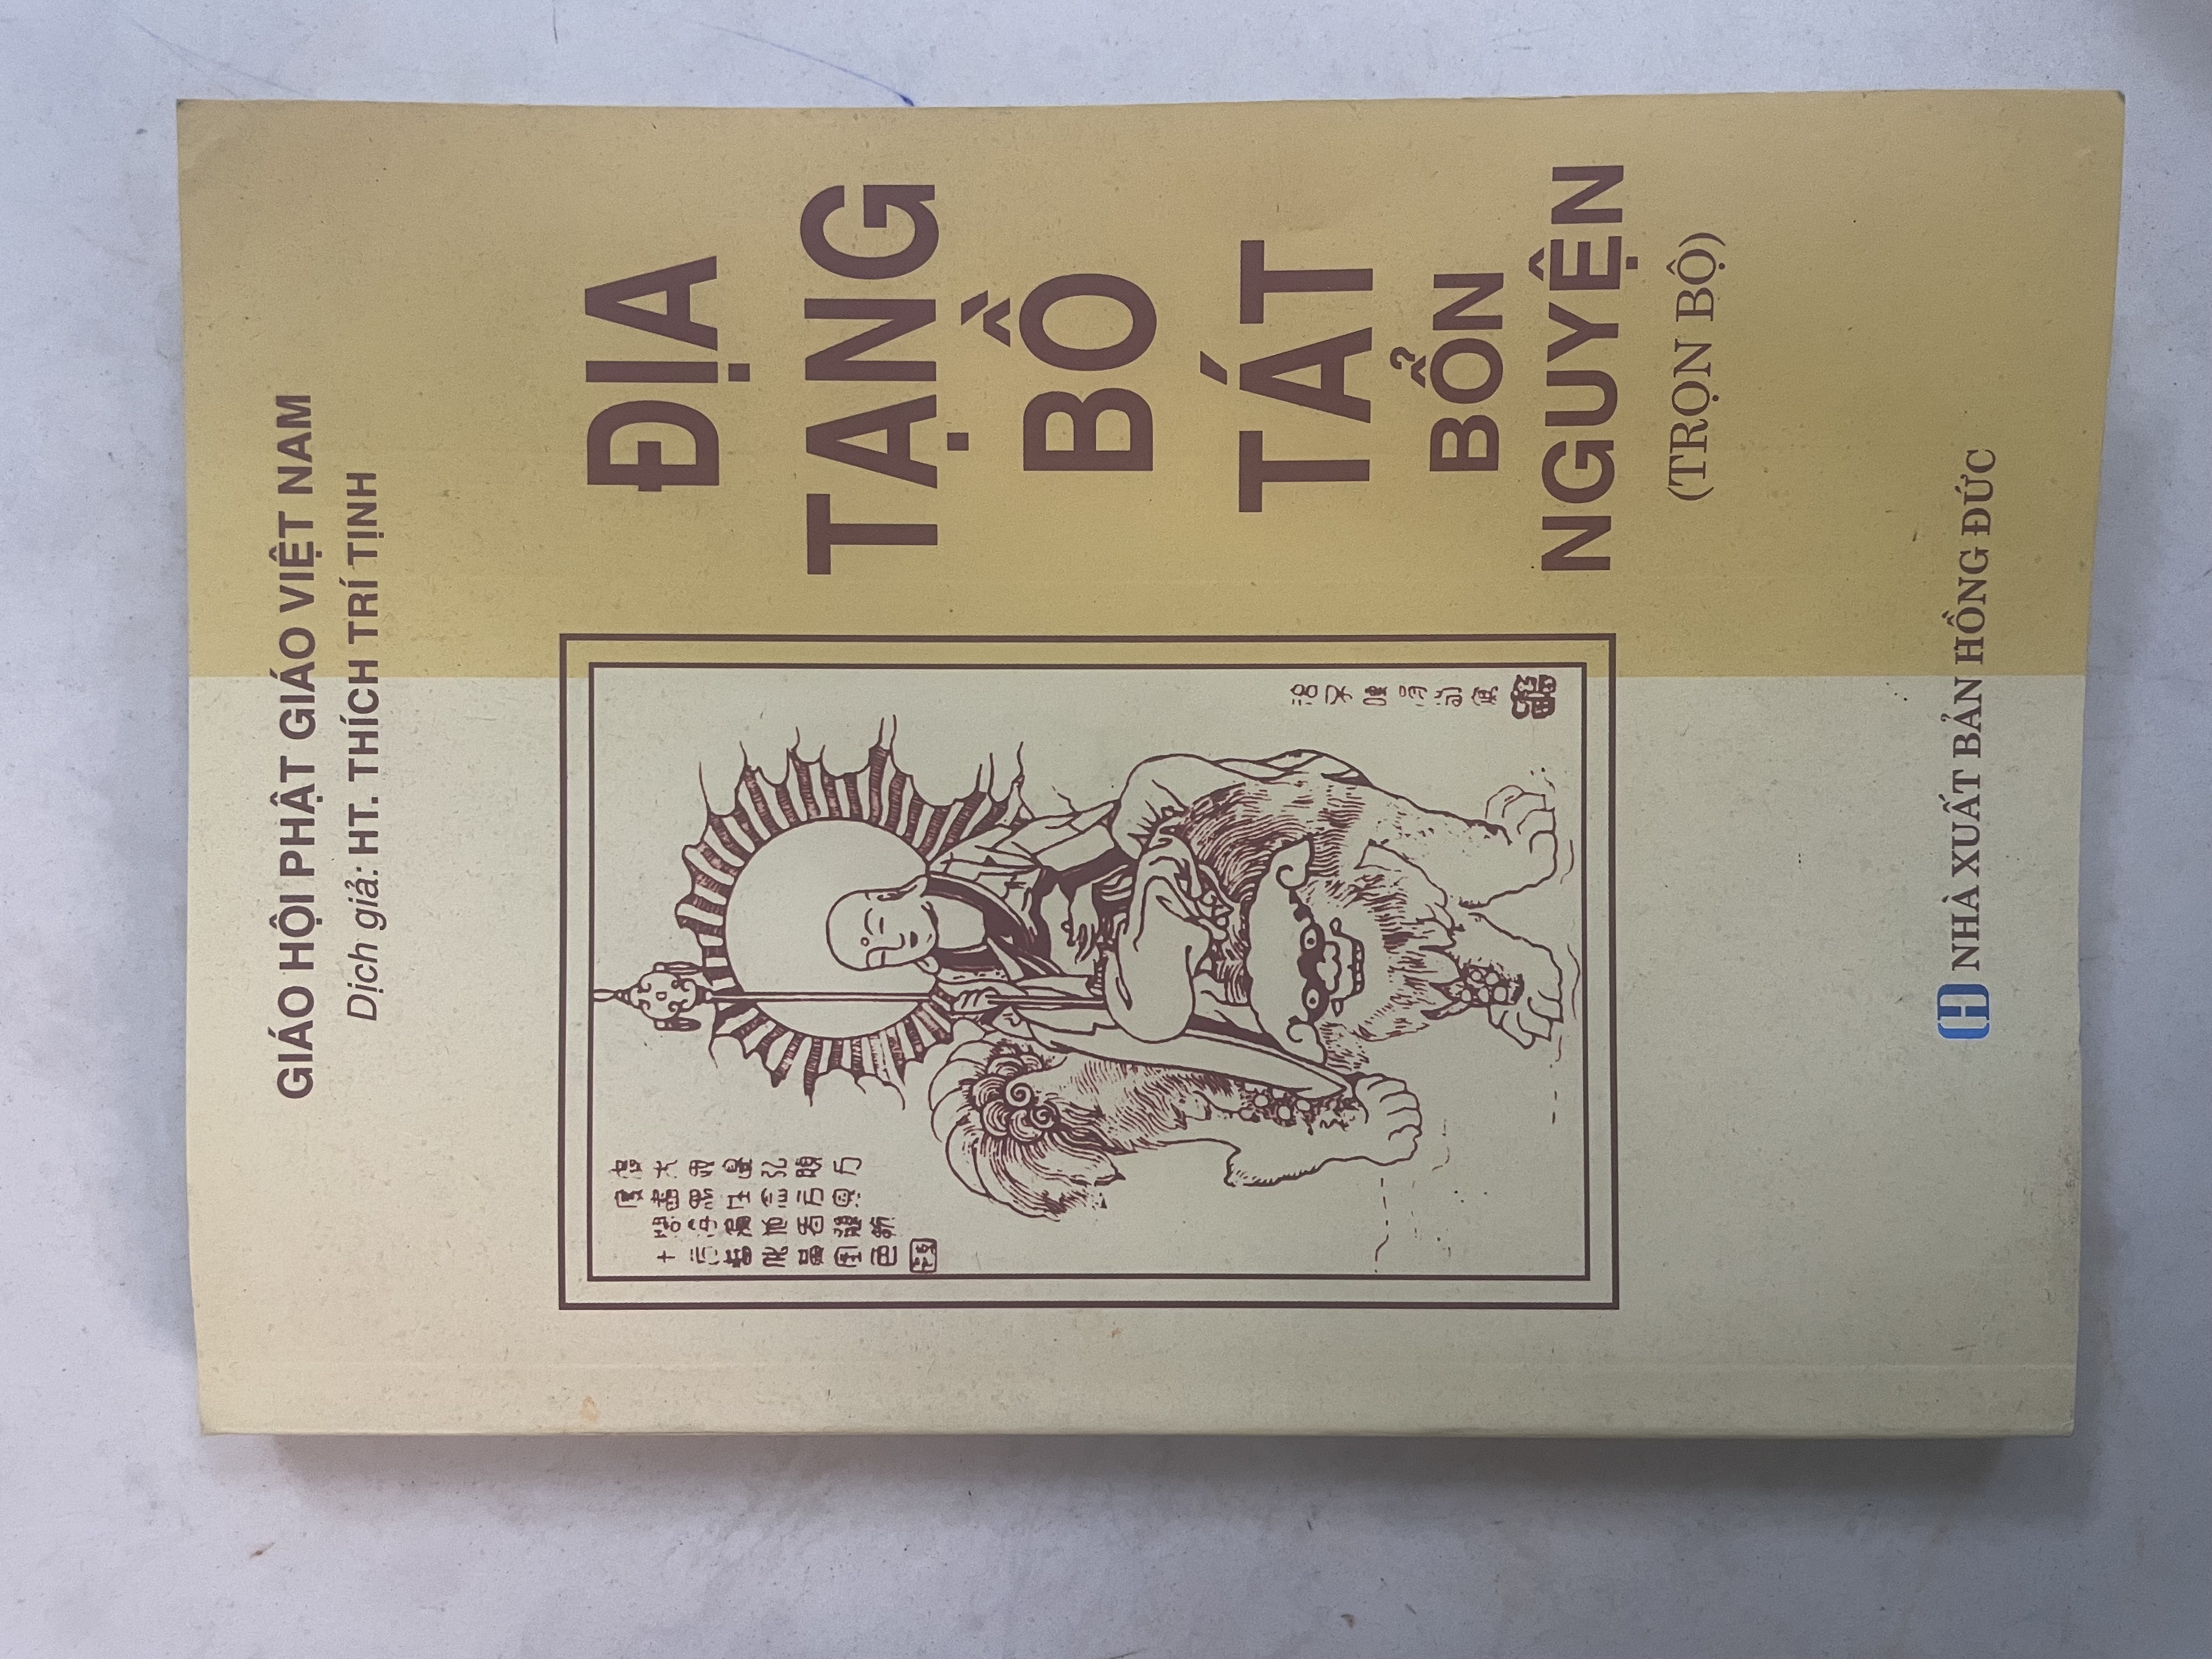 GIÁO HỘI PHẬT GIÁO VIỆT NAM
Dịch giả: HT. THÍCH TRÍ TỊNH
ĐỊA
TẠNG
BỒ
TÁT
BỔN
NGUYỆN
(TRỌN BỘ)
NHÀ XUẤT BẢN HỒNG ĐỨC